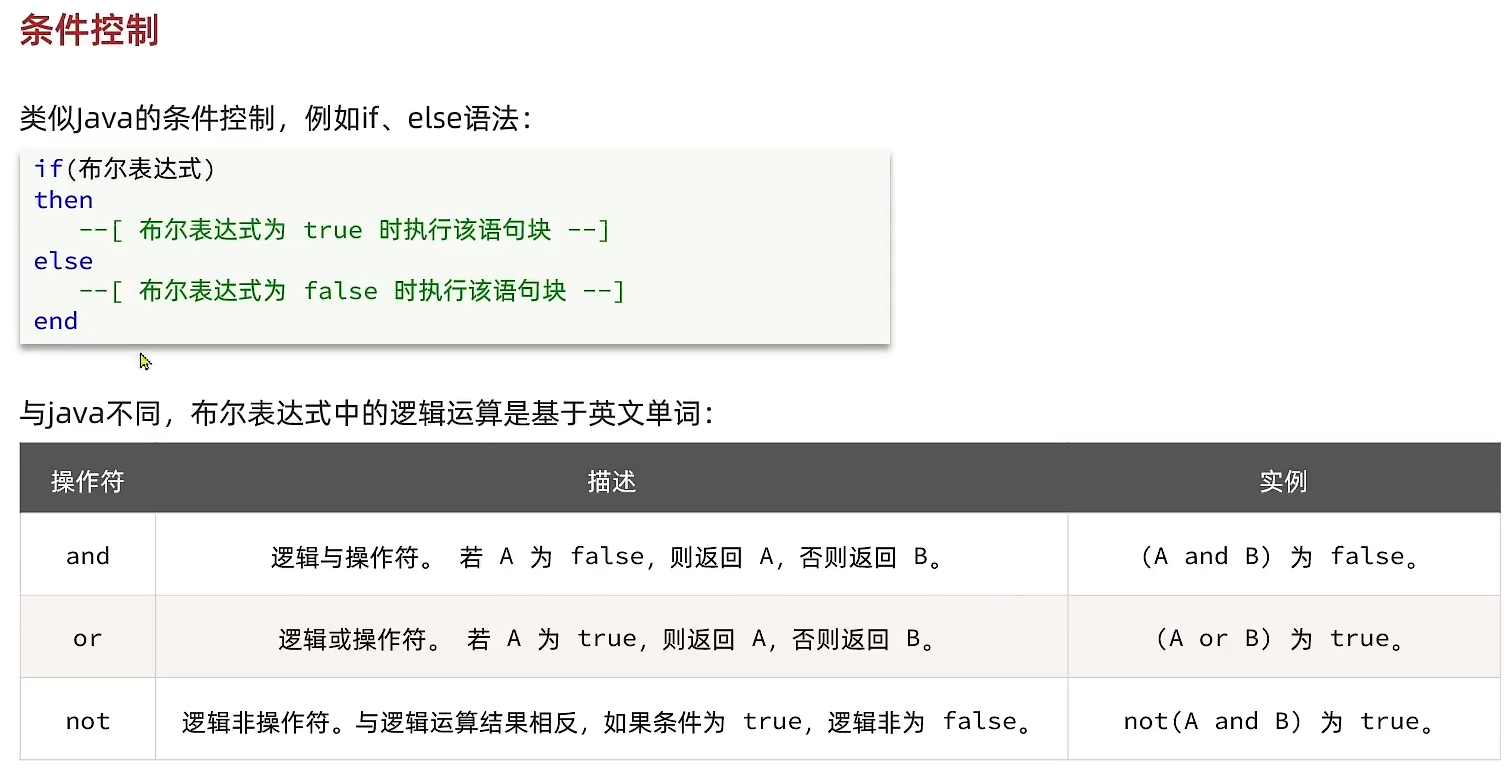 条件控制
类似Java的条件控制，例如if、else语法：
if(布尔表达式)
then
   --[ 布尔表达式为 true 时执行该语句块 --]
else
   --[ 布尔表达式为 false 时执行该语句块 --]
end
与java不同，布尔表达式中的逻辑运算是基于英文单词：
操作符 描述 实例
and 逻辑与操作符。 若 A 为 false，则返回 A，否则返回 B。 (A and B) 为 false。
or 逻辑或操作符。 若 A 为 true，则返回 A，否则返回 B。 (A or B) 为 true。
not 逻辑非操作符。与逻辑运算结果相反，如果条件为 true，逻辑非为 false。 not(A and B) 为 true。